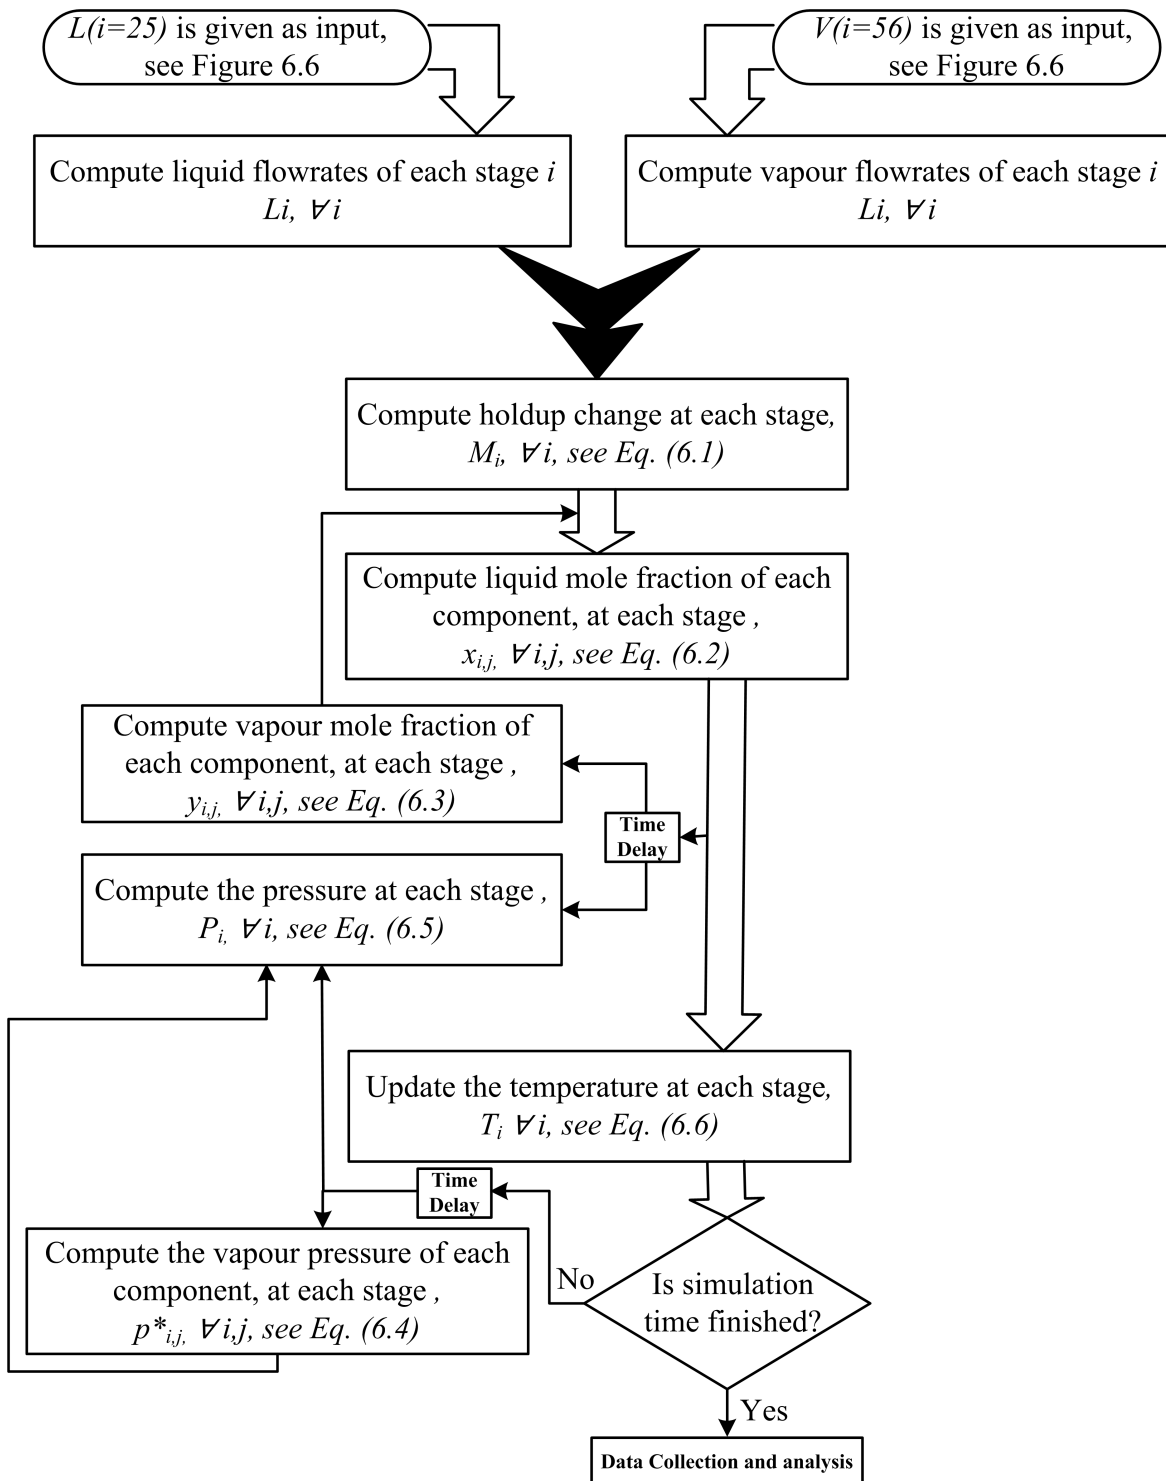 L(i=25) is given as input,
see Figure 6.6
V(i=56) is given as input,
see Figure 6.6
Compute liquid flowrates of each stage i
Li, ∀i
Compute vapour flowrates of each stage i
Li, ∀i
Compute holdup change at each stage,
Mi, ∀i, see Eq. (6.1)
Compute liquid mole fraction of each
component, at each stage ,
xi,j, ∀i,j, see Eq. (6.2)
Compute vapour mole fraction of
each component, at each stage ,
yi,j, ∀i,j, see Eq. (6.3)
Time
Delay
Compute the pressure at each stage ,
Pi, ∀i, see Eq. (6.5)
Update the temperature at each stage,
Ti ∀i, see Eq. (6.6)
Time
Delay
Compute the vapour pressure of each
component, at each stage ,
p*i,j, ∀i,j, see Eq. (6.4)
No
Is simulation
time finished?
Yes
Data Collection and analysis